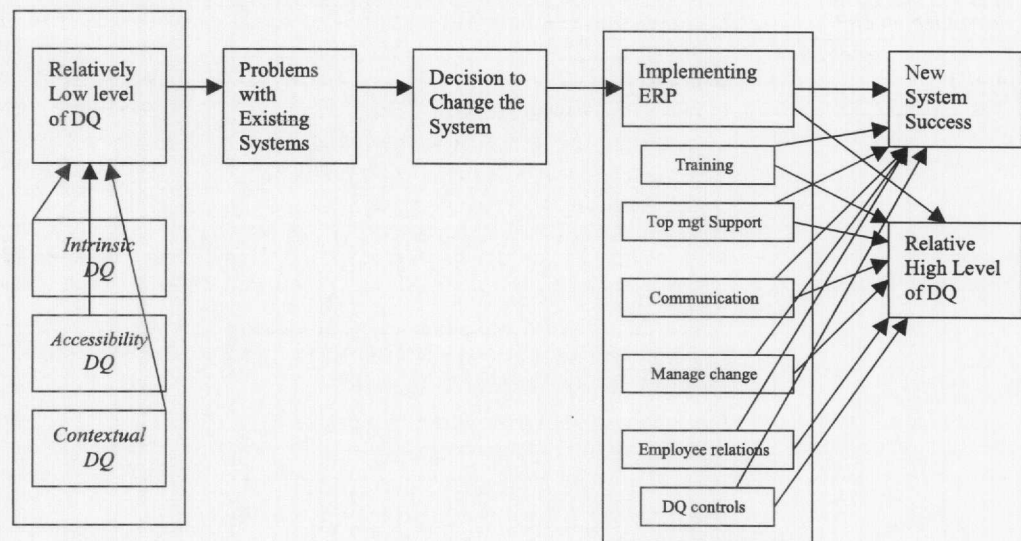 Relatively
Low level
of DQ
Intrinsic
DQ
Accessibility
DQ
Contextual
DQ
Problems
with
Existing
Systems
Decision to
Change the
System
Implementing
ERP
Training
Top mgt Support
Communication
Manage change
Employee relations
DQ controls
New
System
Success
Relative
High Level
of DQ